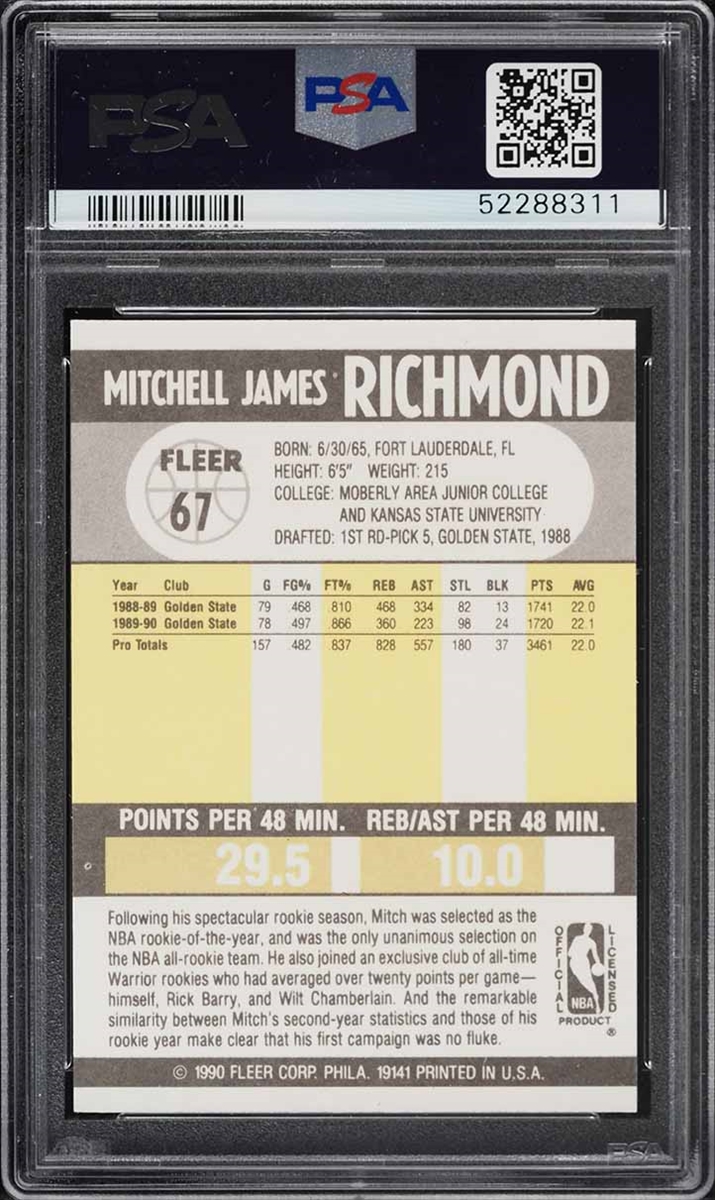 PSA
PSA
52288311
MITCHELL JAMES RICHMOND
FLEER
67
BORN: 6/30/65, FORT LAUDERDALE, FL
HEIGHT: 6'5" WEIGHT: 215
COLLEGE: MOBERLY AREA JUNIOR COLLEGE
AND KANSAS STATE UNIVERSITY
DRAFTED: 1ST RD-PICK 5, GOLDEN STATE, 1988
Year Club G FG% FT% REB AST STL BLK PTS AVG
1988-89 Golden State 79 468 810 468 334 82 13 1741 22.0
1989-90 Golden State 78 497 866 360 223 98 24 1720 22.1
Pro Totals 157 482 837 828 557 180 37 3461 22.0
POINTS PER 48 MIN. REB/AST PER 48 MIN.
29.5 10.0
Following his spectacular rookie season, Mitch was selected as the
NBA rookie-of-the-year, and was the only unanimous selection on
the NBA all-rookie team. He also joined an exclusive club of all-time
Warrior rookies who had averaged over twenty points per game—
himself, Rick Barry, and Wilt Chamberlain. And the remarkable
similarity between Mitch's second-year statistics and those of his
rookie year make clear that his first campaign was no fluke.
OFFICIAL
NBA
LICENSED
PRODUCT
®
© 1990 FLEER CORP. PHILA. 19141 PRINTED IN U.S.A.
PSA